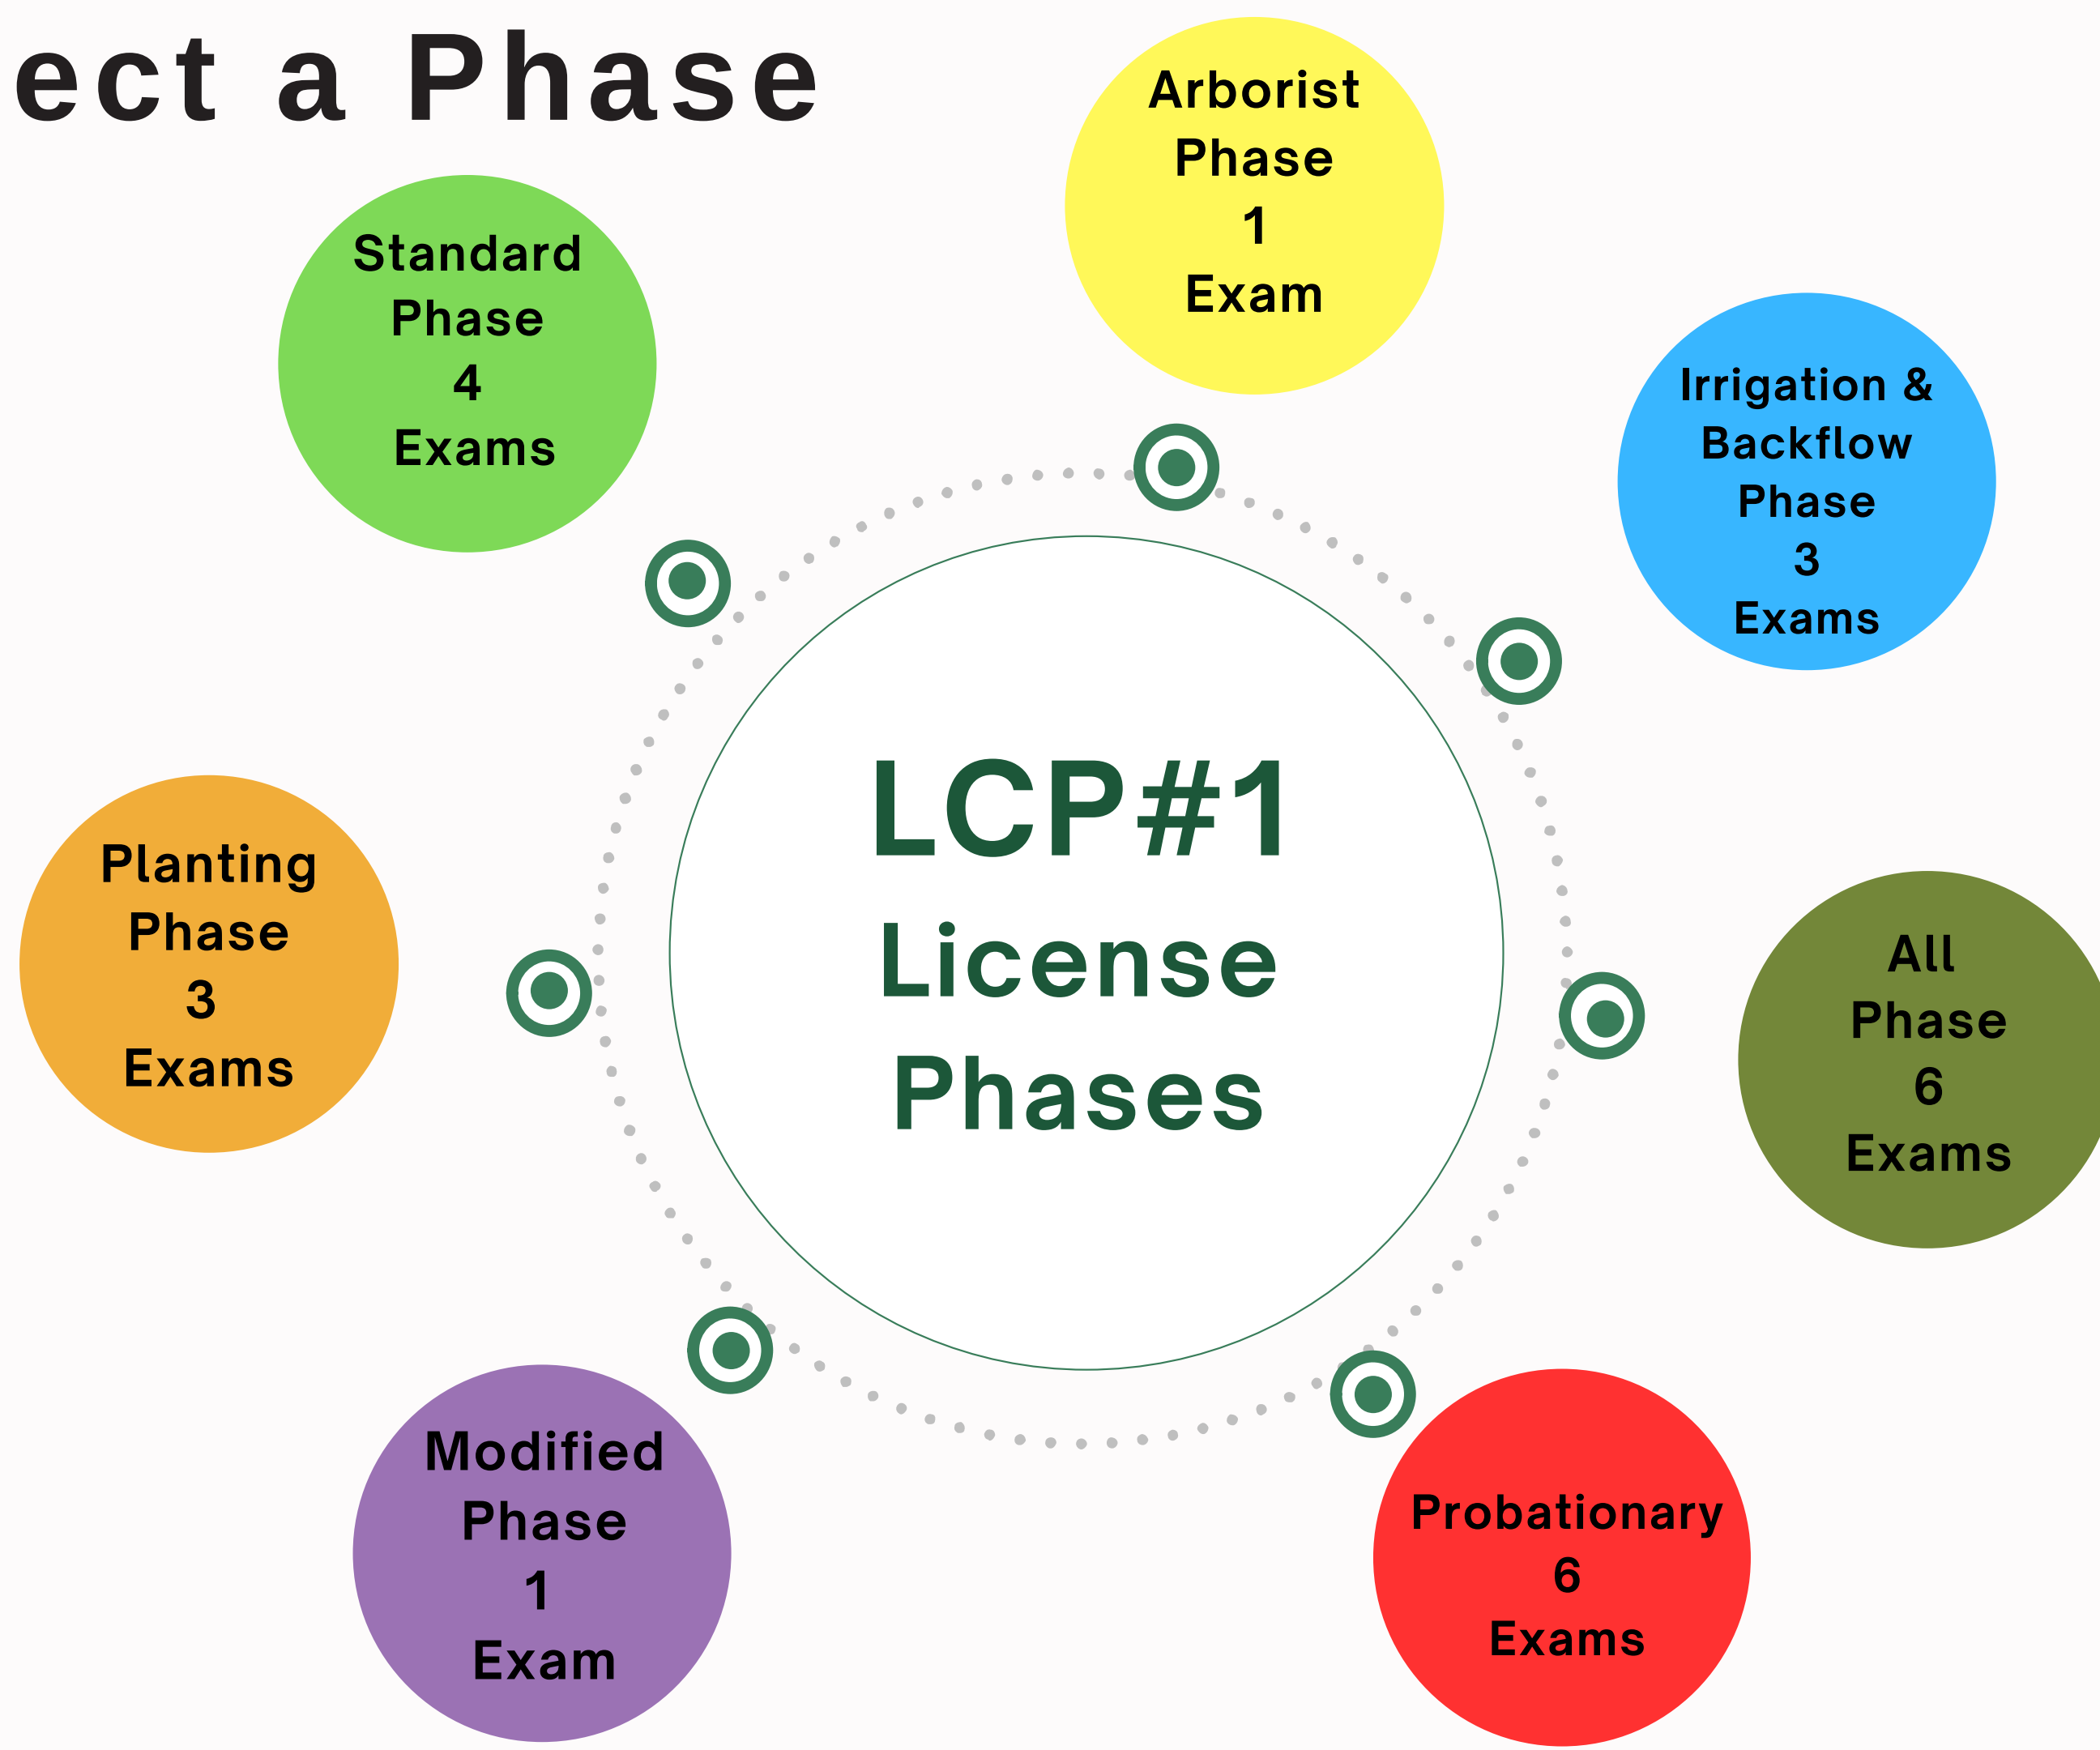 ect a Phase
Arborist
Phase
1
Exam
Standard
Phase
4
Exams
Irrigation &
Backflow
Phase
3
Exams
LCP#1
License
Phases
Planting
Phase
3
Exams
All
Phase
6
Exams
Modified
Phase
1
Exam
Probationary
6
Exams